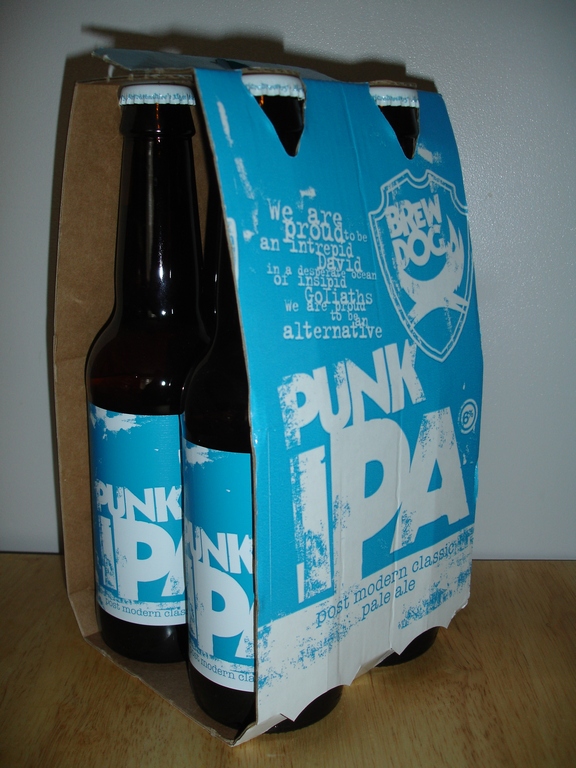 We are
proud to be
an intrepid
David
in a desperate ocean
of insipid
Goliaths
We are proud
to be an
alternative
BREW
DOG
PUNK
IPA
6%
post modern classic
pale ale
PUNK
IPA
post modern clas
PUNK
IPA
modern cla